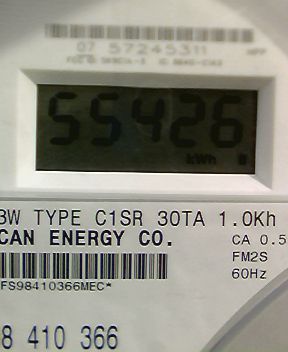 07 57245311
55426
kWh
3W TYPE C1SR 30TA 1.0Kh
CAN ENERGY CO.
CA 0.5
FM2S
60Hz
FS98410366MEC*
8 410 366